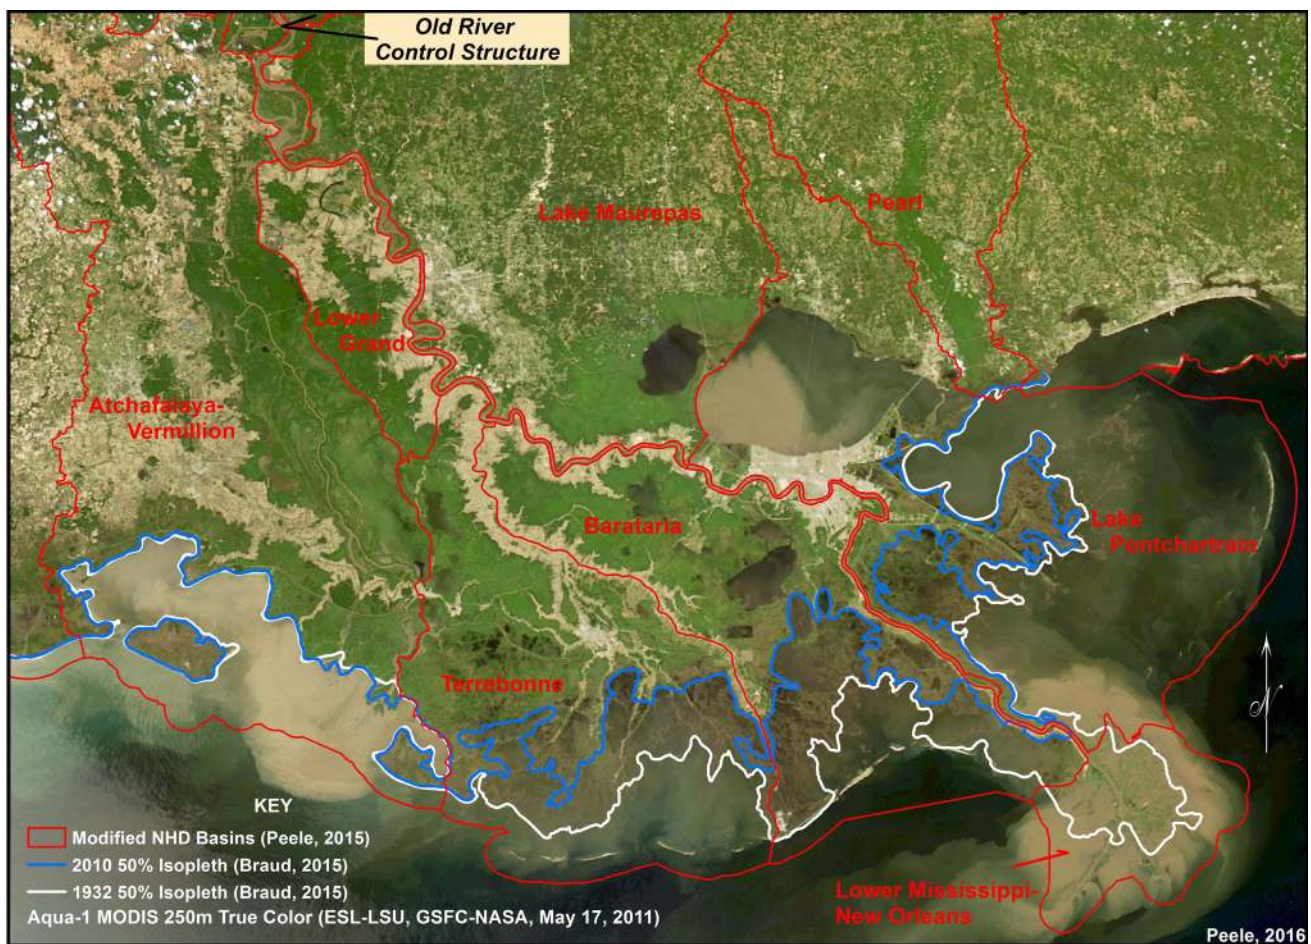 Old River
Control Structure
Lake Maurepas
Pearl
Lower
Grand
Atchafalaya-
Vermillion
Barataria
Lake
Pontchartrain
Terrebonne
N
KEY
Modified NHD Basins (Peele, 2015)
2010 50% Isopleth (Braud, 2015)
1932 50% Isopleth (Braud, 2015)
Aqua-1 MODIS 250m True Color (ESL-LSU, GSFC-NASA, May 17, 2011)
Lower Mississippi-
New Orleans
Peele, 2016